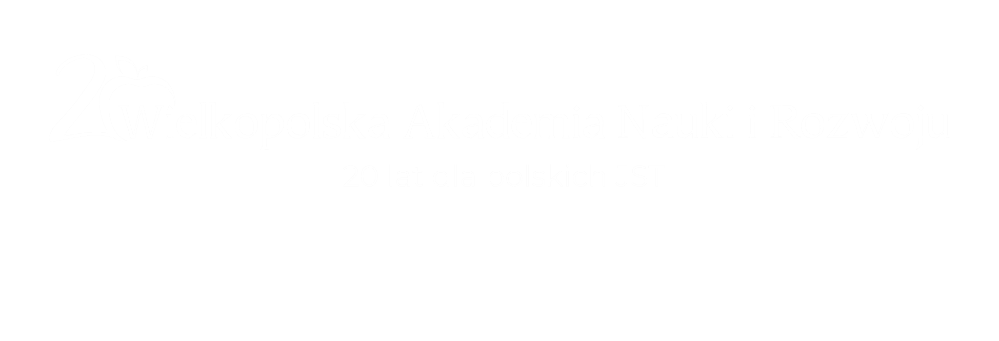 Wielkopolska Akademia Nauki i Rozwoju
20 lat dla polskich JST